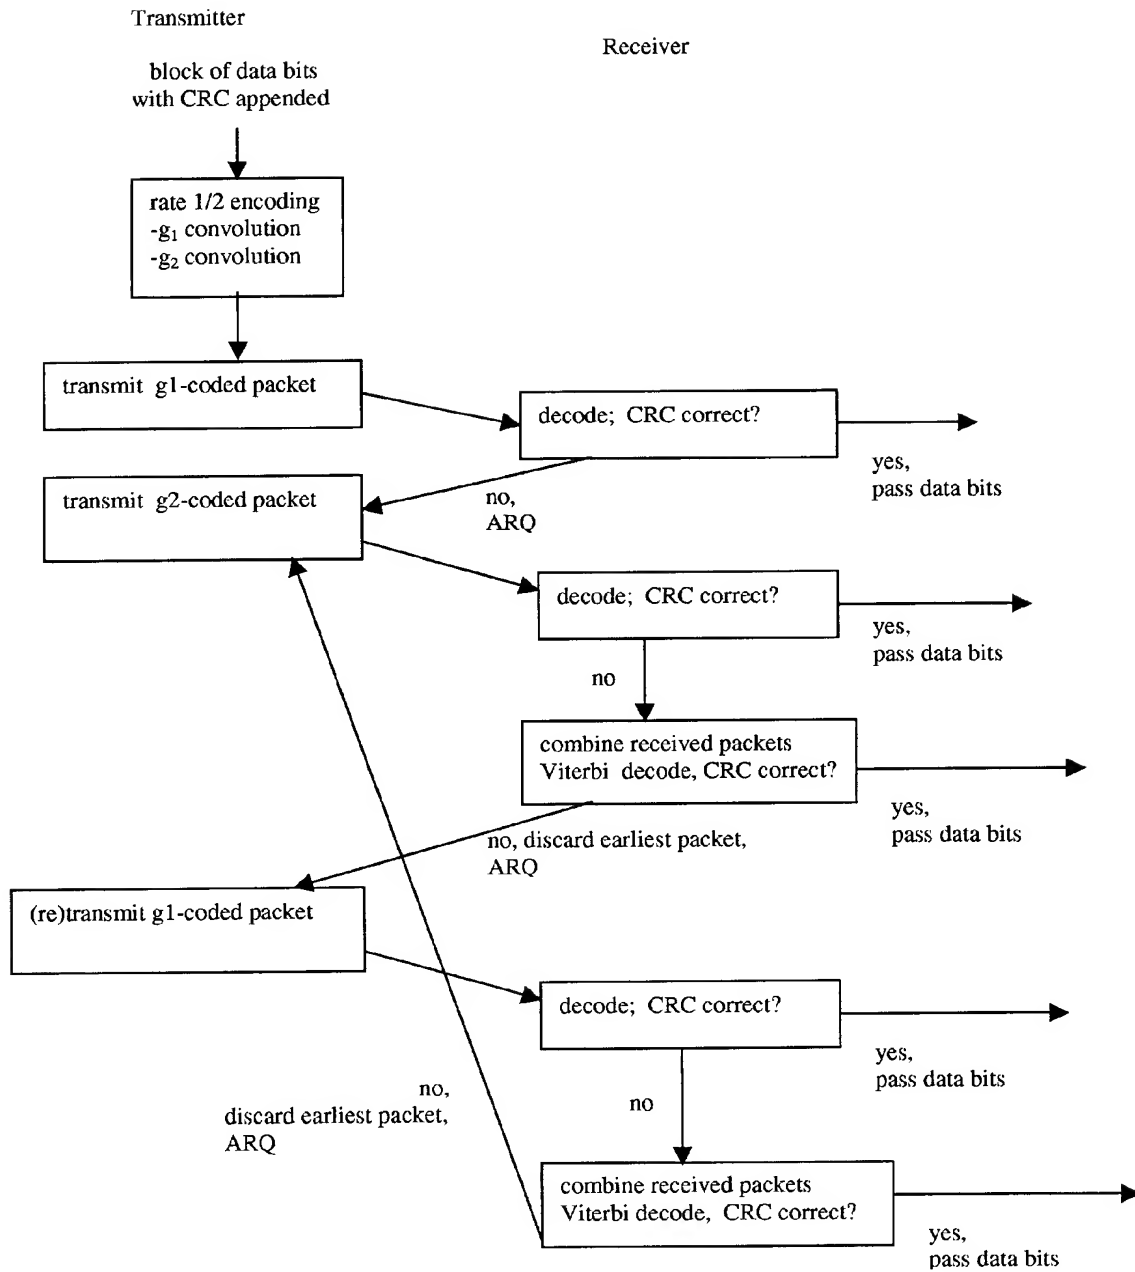 Transmitter
Receiver
block of data bits
with CRC appended
rate 1/2 encoding
-g₁ convolution
-g₂ convolution
transmit g1-coded packet
decode; CRC correct?
yes,
pass data bits
transmit g2-coded packet
no,
ARQ
decode; CRC correct?
yes,
pass data bits
no
combine received packets
Viterbi decode, CRC correct?
yes,
pass data bits
no, discard earliest packet,
ARQ
(re)transmit g1-coded packet
decode; CRC correct?
yes,
pass data bits
no
no,
discard earliest packet,
ARQ
combine received packets
Viterbi decode, CRC correct?
yes,
pass data bits